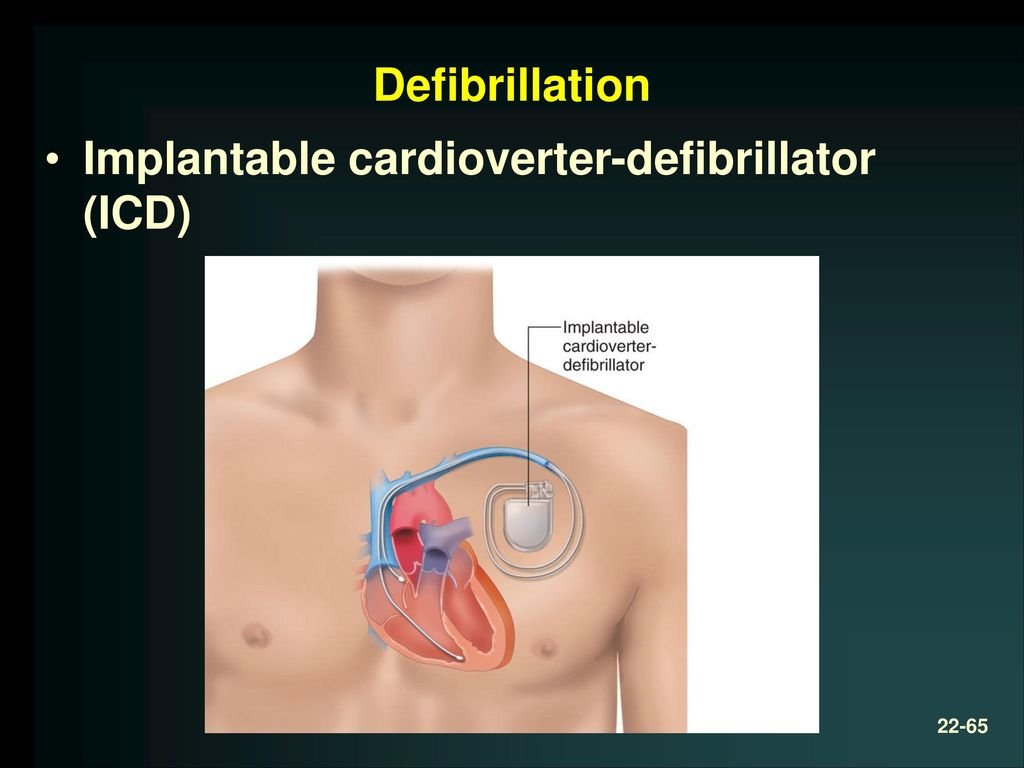 Defibrillation
• Implantable cardioverter-defibrillator
(ICD)
Implantable
cardioverter-
defibrillator
22-65